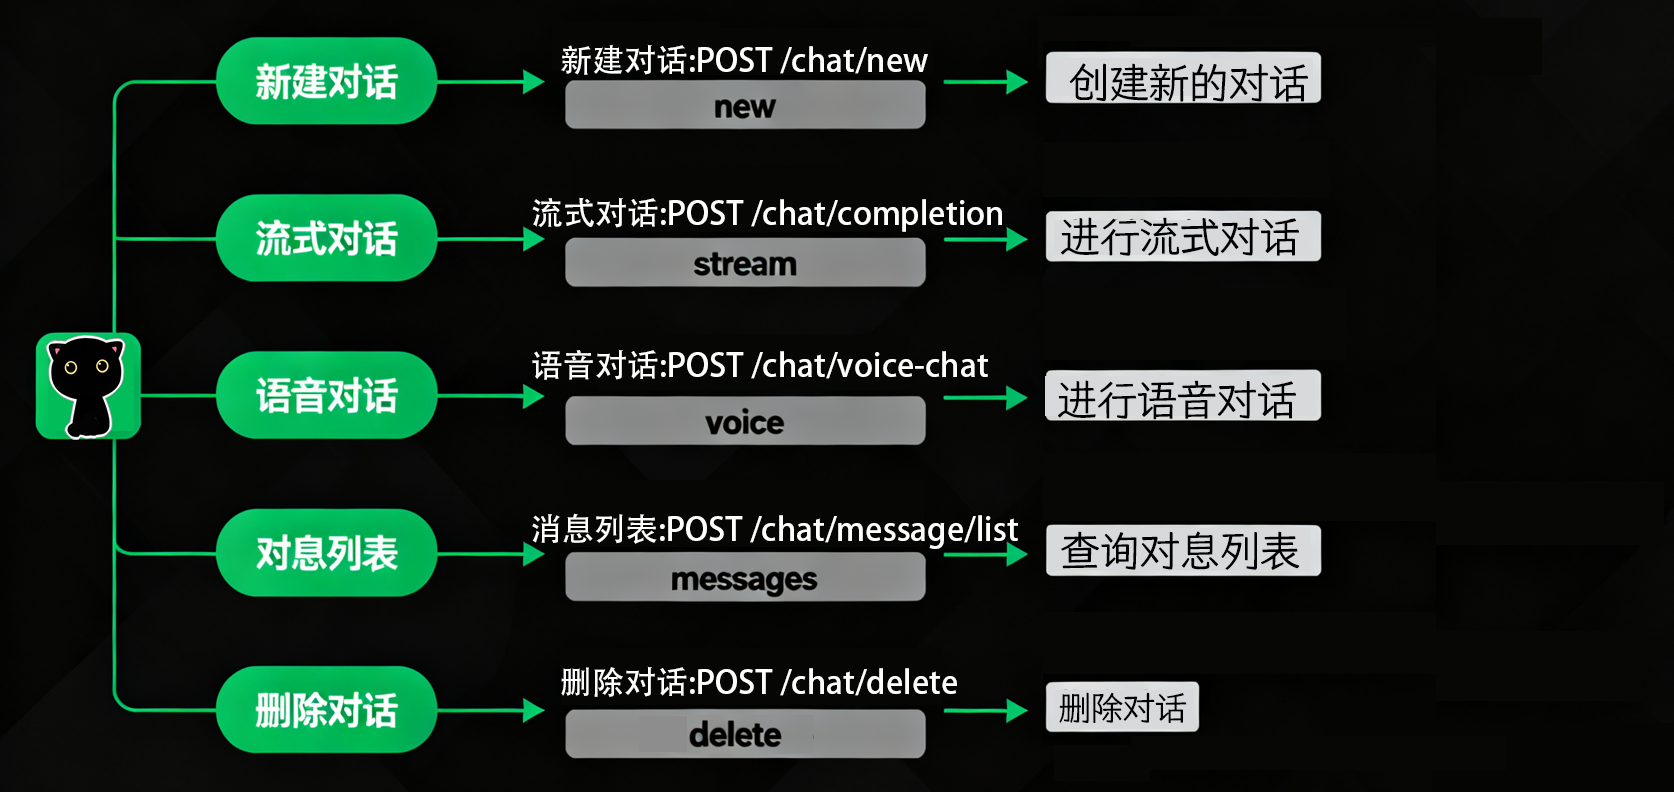 新建对话
新建对话:POST /chat/new
new
创建新的对话
流式对话
流式对话:POST /chat/completion
stream
进行流式对话
语音对话
语音对话:POST /chat/voice-chat
voice
进行语音对话
对息列表
消息列表:POST /chat/message/list
messages
查询对息列表
删除对话
删除对话:POST /chat/delete
delete
删除对话